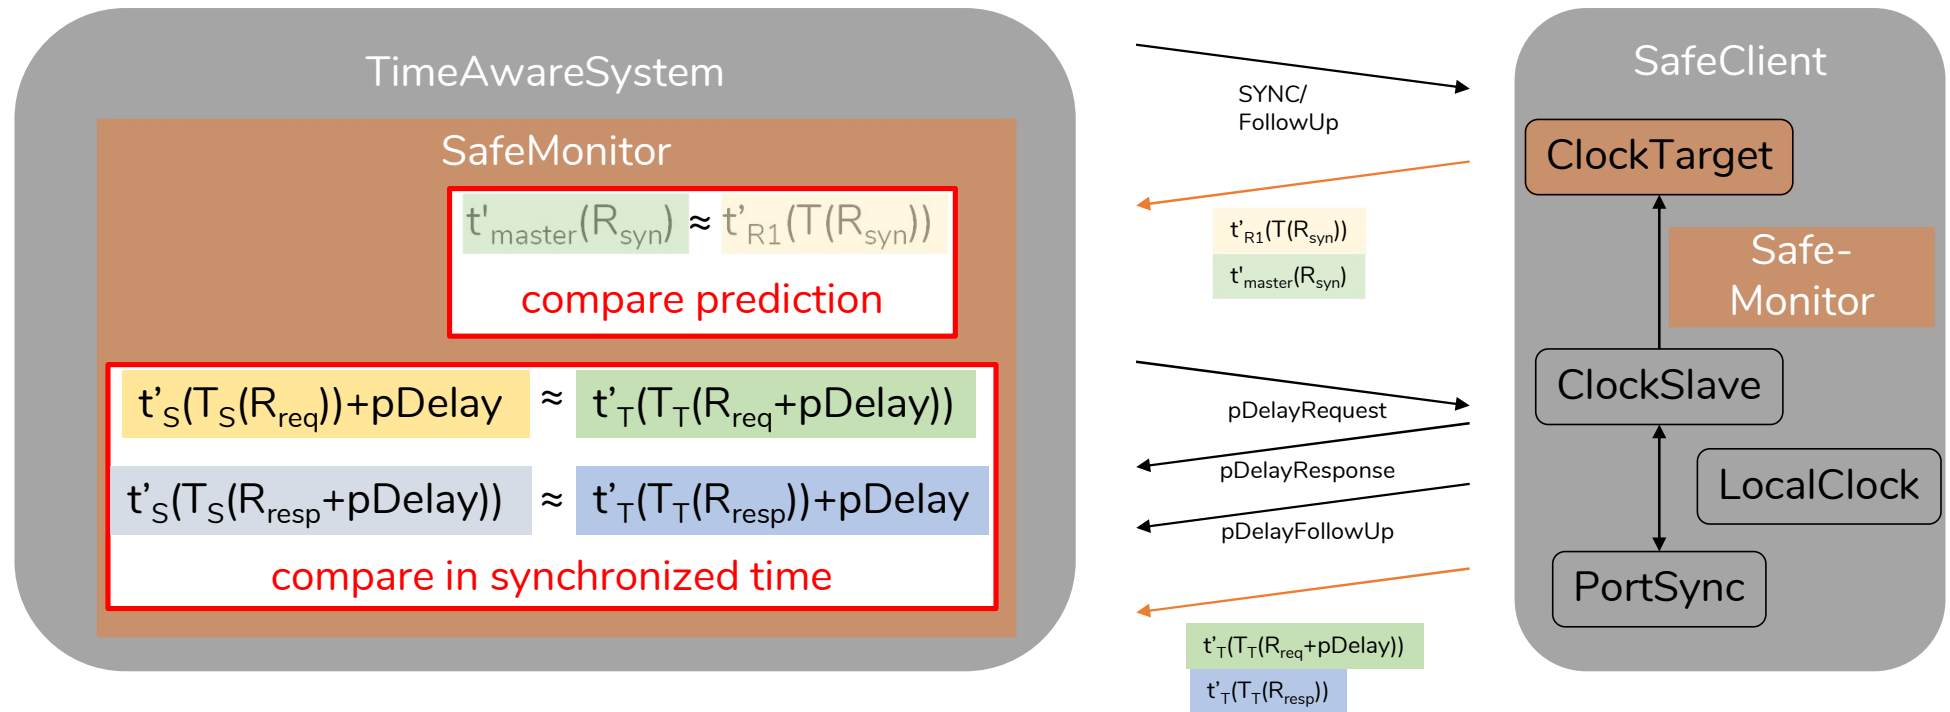 TimeAwareSystem
SafeMonitor
t'master(Rsyn) ≈ t’R1(T(Rsyn))
compare prediction
t’S(TS(Rreq))+pDelay ≈ t’T(TT(Rreq+pDelay))
t’S(TS(Rresp+pDelay)) ≈ t’T(TT(Rresp))+pDelay
compare in synchronized time
SYNC/
FollowUp
t’R1(T(Rsyn))
t'master(Rsyn)
pDelayRequest
pDelayResponse
pDelayFollowUp
t’T(TT(Rreq+pDelay))
t’T(TT(Rresp))
SafeClient
ClockTarget
Safe-
Monitor
ClockSlave
LocalClock
PortSync